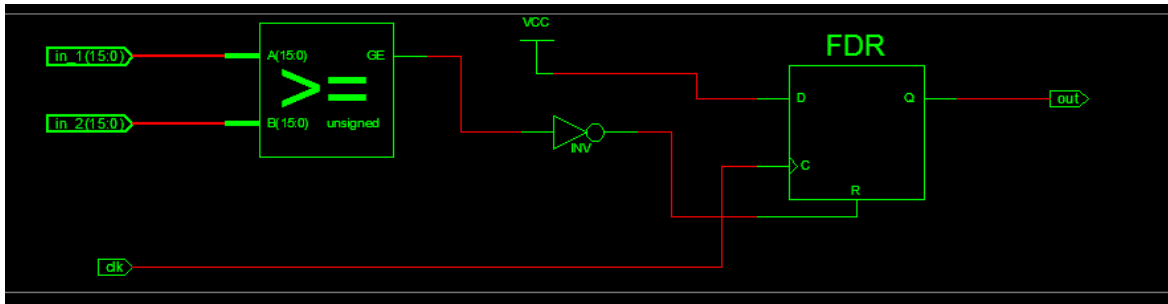 VCC
in_1(15:0)
A(15:0)
GE
FDR
>=
in_2(15:0)
B(15:0)
unsigned
INV
D
Q
out
C
R
clk